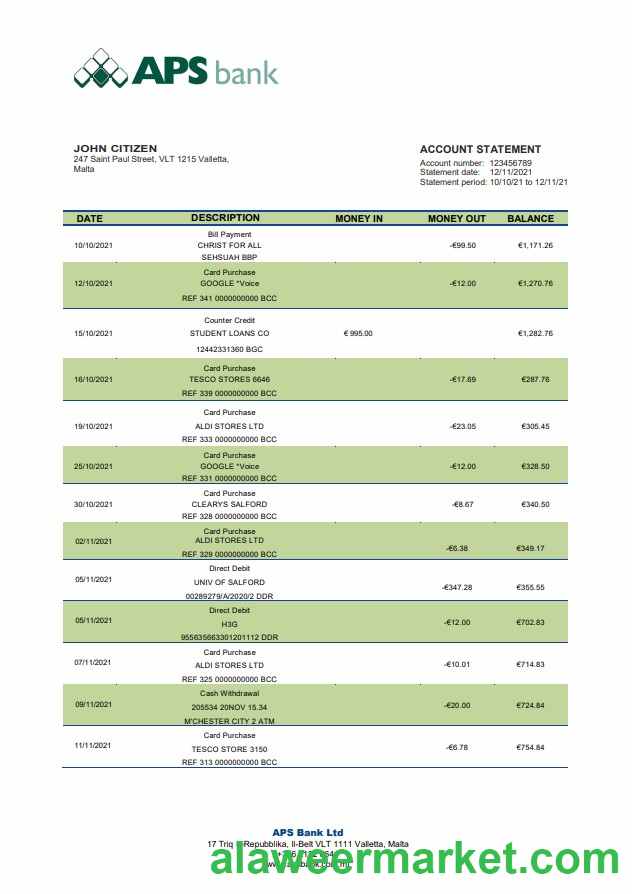 APS bank
JOHN CITIZEN
247 Saint Paul Street, VLT 1215 Valletta,
Malta
ACCOUNT STATEMENT
Account number: 123456789
Statement date: 12/11/2021
Statement period: 10/10/21 to 12/11/21
DATE DESCRIPTION MONEY IN MONEY OUT BALANCE
Bill Payment
10/10/2021 CHRIST FOR ALL -€99.50 €1,171.26
SEHSUAH BBP
Card Purchase
12/10/2021 GOOGLE *Voice -€12.00 €1,270.76
REF 341 0000000000 BCC
Counter Credit
15/10/2021 STUDENT LOANS CO € 995.00 €1,282.76
12442331360 BGC
Card Purchase
16/10/2021 TESCO STORES 6646 -€17.69 €287.76
REF 339 0000000000 BCC
Card Purchase
19/10/2021 ALDI STORES LTD -€23.05 €305.45
REF 333 0000000000 BCC
Card Purchase
25/10/2021 GOOGLE *Voice -€12.00 €328.50
REF 331 0000000000 BCC
Card Purchase
30/10/2021 CLEARYS SALFORD -€8.67 €340.50
REF 328 0000000000 BCC
Card Purchase
02/11/2021 ALDI STORES LTD -€6.38 €349.17
REF 329 0000000000 BCC
Direct Debit
05/11/2021 UNIV OF SALFORD -€347.28 €355.55
00289279/A/2020/2 DDR
Direct Debit
05/11/2021 H3G -€12.00 €702.83
955635663301201112 DDR
Card Purchase
07/11/2021 ALDI STORES LTD -€10.01 €714.83
REF 325 0000000000 BCC
Cash Withdrawal
09/11/2021 205534 20NOV 15.34 -€20.00 €724.84
M'CHESTER CITY 2 ATM
Card Purchase
11/11/2021 TESCO STORE 3150 -€6.78 €754.84
REF 313 0000000000 BCC
APS Bank Ltd
17 Triq ir-Repubblika, Il-Belt VLT 1111 Valletta, Malta
alaweermarket.com